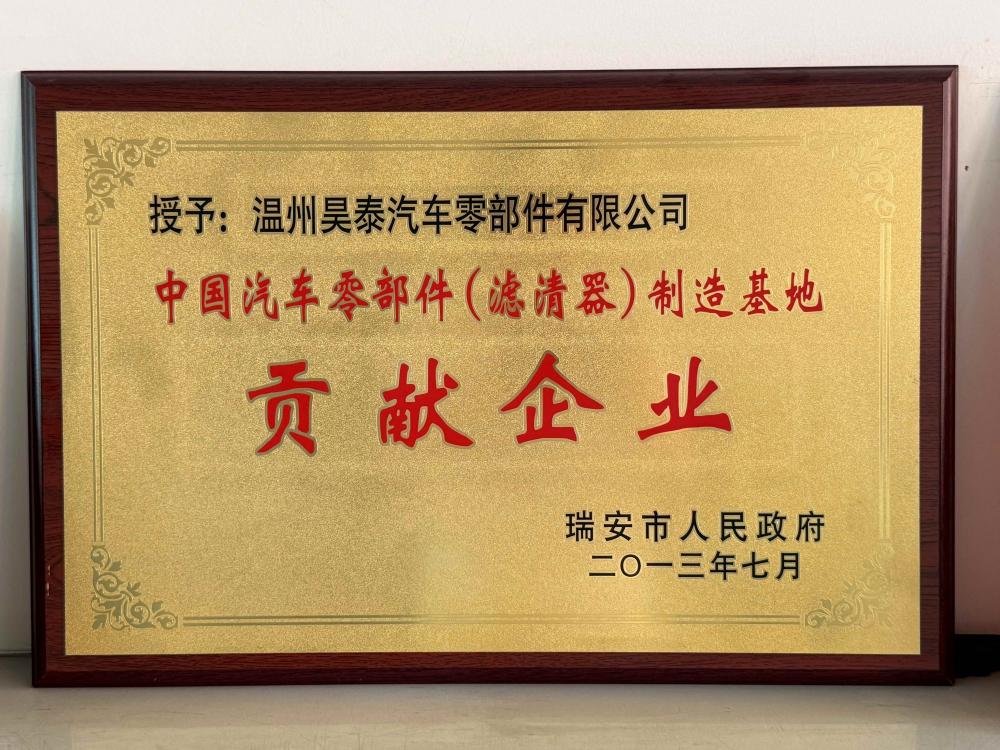 授予：温州昊泰汽车零部件有限公司
中国汽车零部件（滤清器）制造基地
贡献企业
瑞安市人民政府
二〇一三年七月